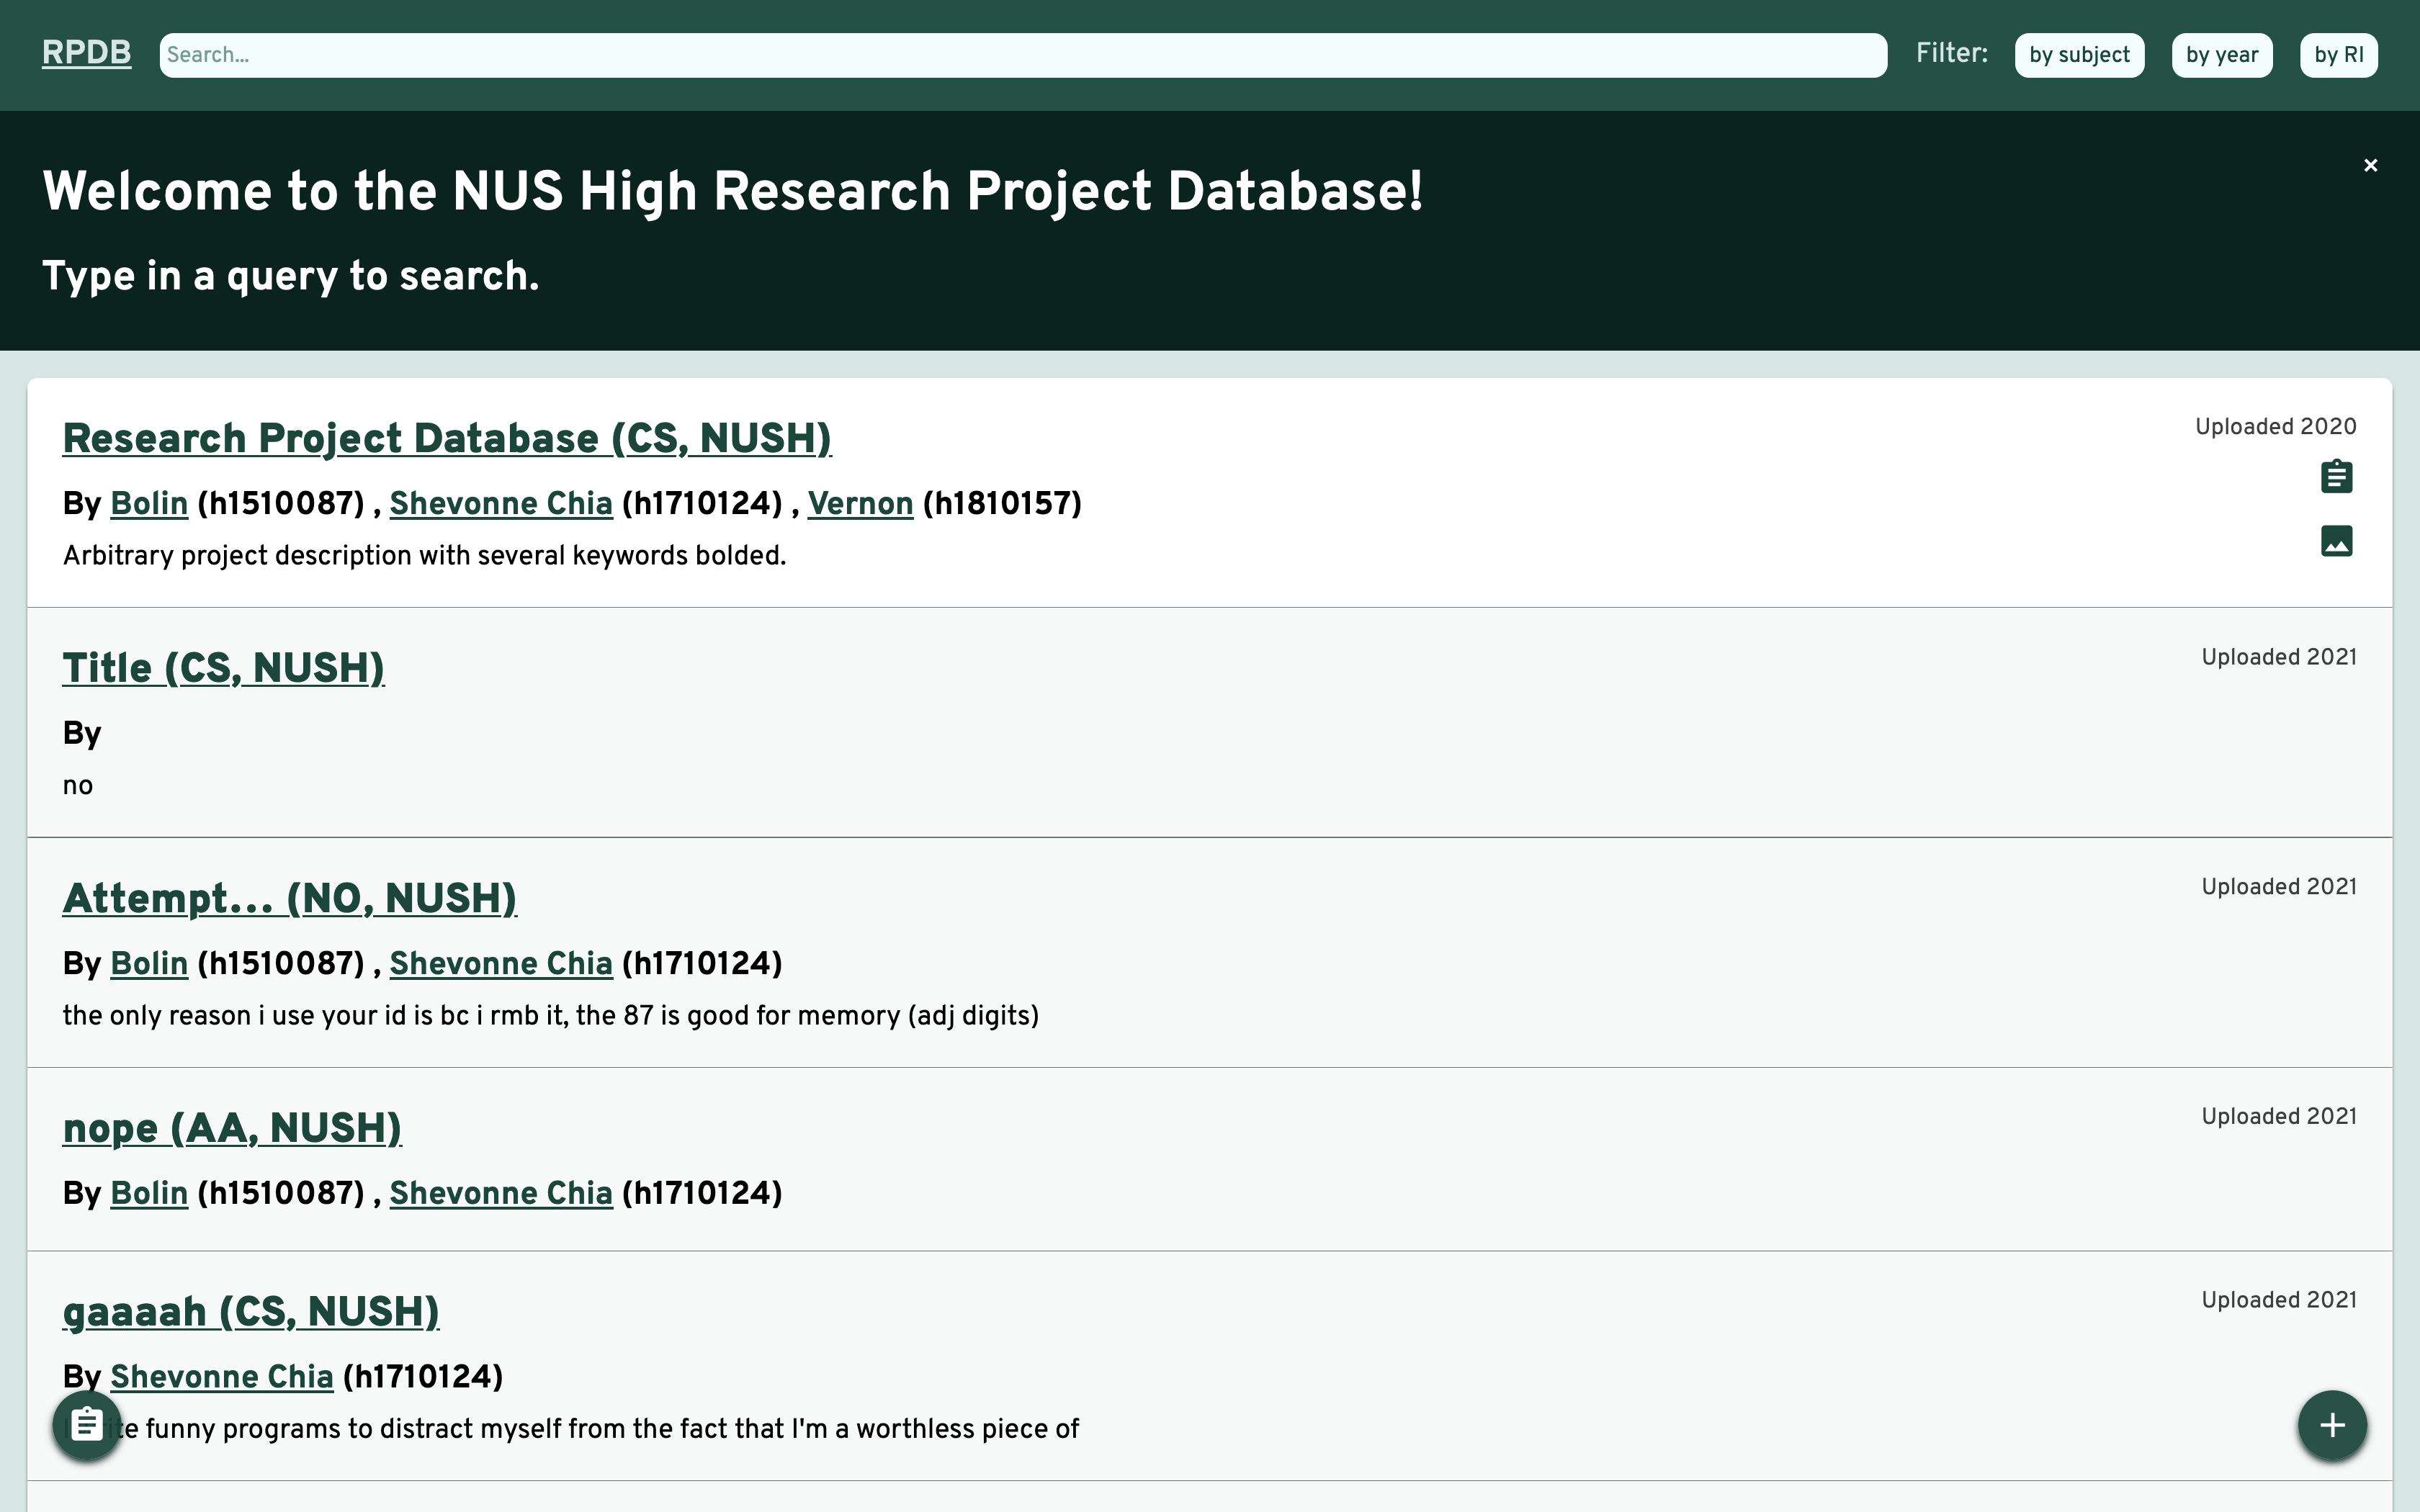 RPDB Search... Filter: by subject by year by RI
Welcome to the NUS High Research Project Database!
×
Type in a query to search.
Research Project Database (CS, NUSH)
Uploaded 2020
By Bolin (h1510087) , Shevonne Chia (h1710124) , Vernon (h1810157)
Arbitrary project description with several keywords bolded.
Title (CS, NUSH)
Uploaded 2021
By
no
Attempt... (NO, NUSH)
Uploaded 2021
By Bolin (h1510087) , Shevonne Chia (h1710124)
the only reason i use your id is bc i rmb it, the 87 is good for memory (adj digits)
nope (AA, NUSH)
Uploaded 2021
By Bolin (h1510087) , Shevonne Chia (h1710124)
gaaaah (CS, NUSH)
Uploaded 2021
By Shevonne Chia (h1710124)
funny programs to distract myself from the fact that I'm a worthless piece of